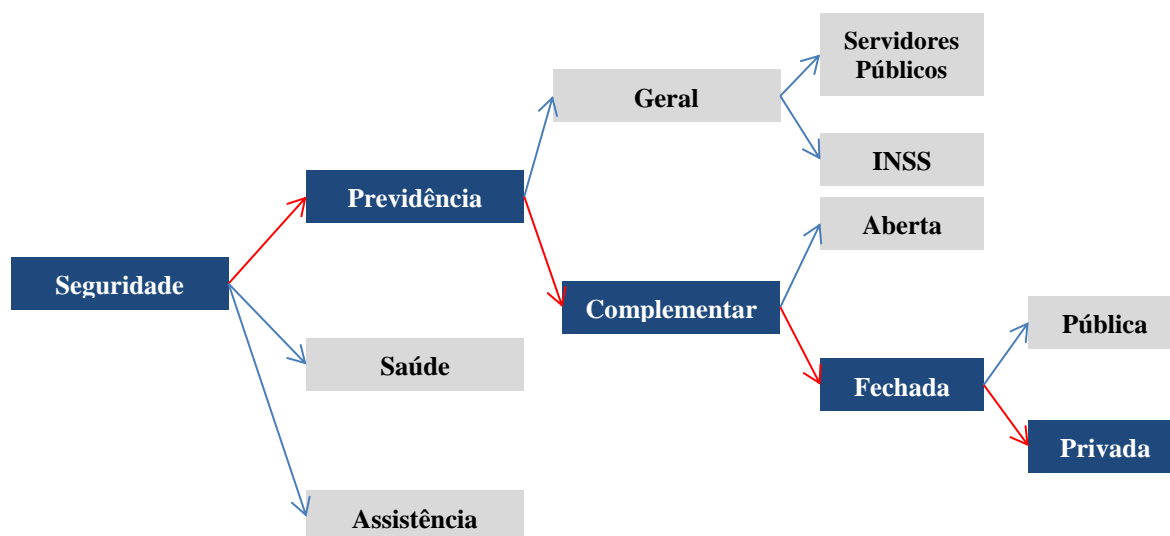 Servidores
Públicos
Geral
INSS
Previdência
Aberta
Seguridade
Complementar
Pública
Saúde
Fechada
Privada
Assistência